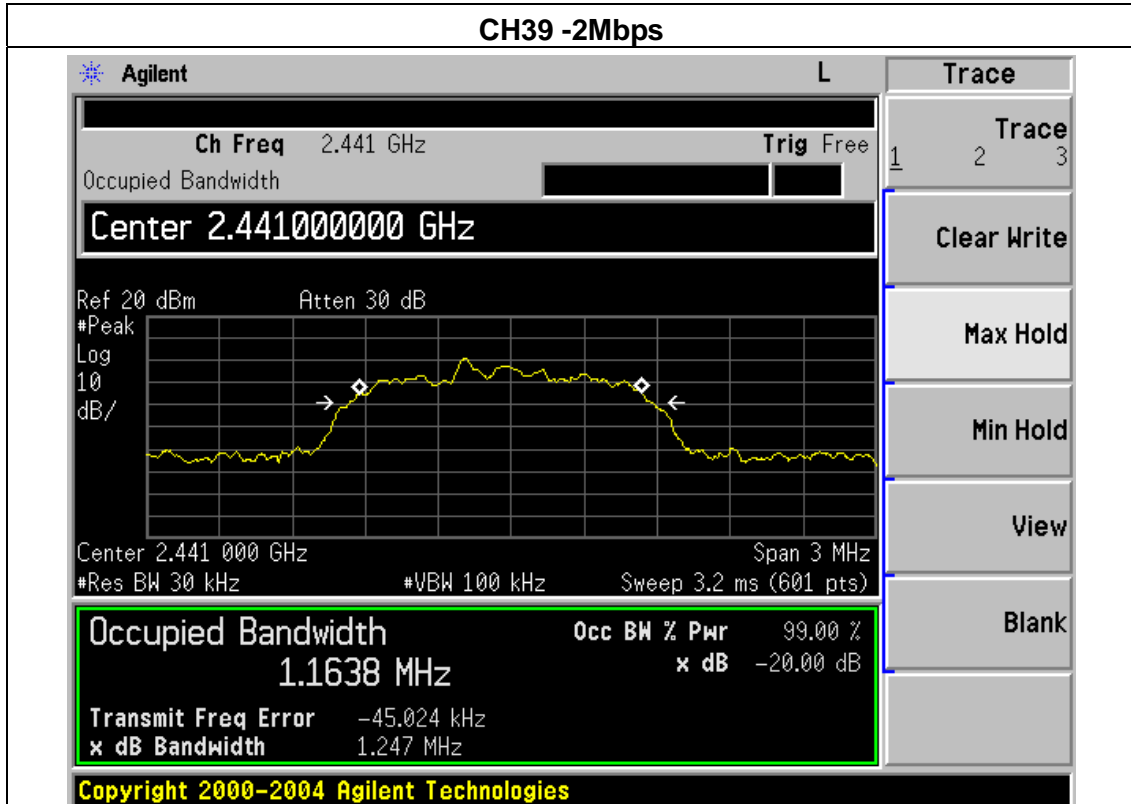 CH39 -2Mbps
Agilent L Trace
Ch Freq 2.441 GHz Trig Free
Occupied Bandwidth
Center 2.441000000 GHz
Ref 20 dBm Atten 30 dB
#Peak
Log
10
dB/
Center 2.441 000 GHz Span 3 MHz
#Res BW 30 kHz #VBW 100 kHz Sweep 3.2 ms (601 pts)
Occupied Bandwidth
1.1638 MHz
Occ BW % Pwr 99.00 %
x dB -20.00 dB
Transmit Freq Error -45.024 kHz
x dB Bandwidth 1.247 MHz
Copyright 2000-2004 Agilent Technologies
Trace
1 2 3
Clear Write
Max Hold
Min Hold
View
Blank